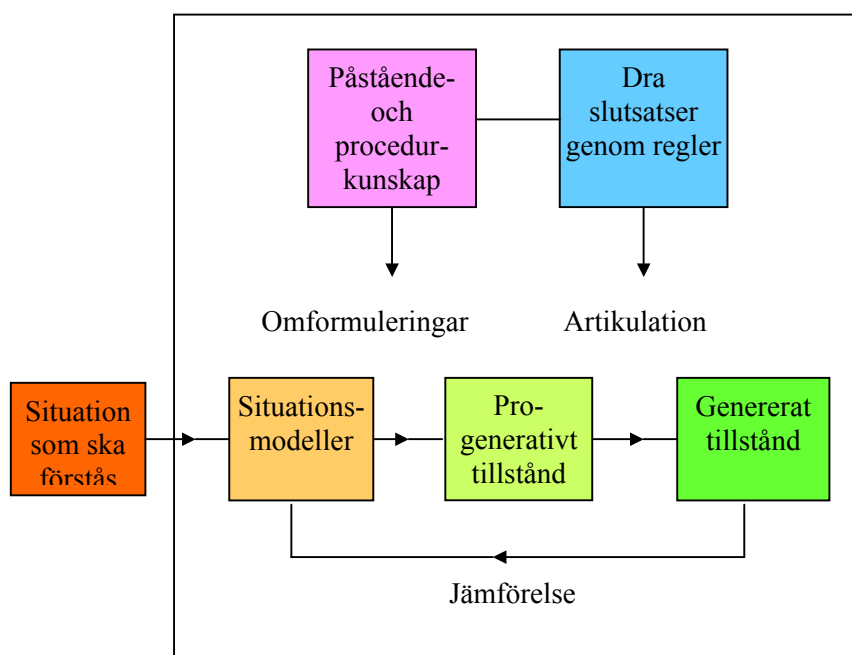 Påstående-
och
procedur-
kunskap
Dra
slutsatser
genom regler
Omformuleringar
Artikulation
Situation
som ska
förstås
Situations-
modeller
Pro-
generativt
tillstånd
Genererat
tillstånd
Jämförelse